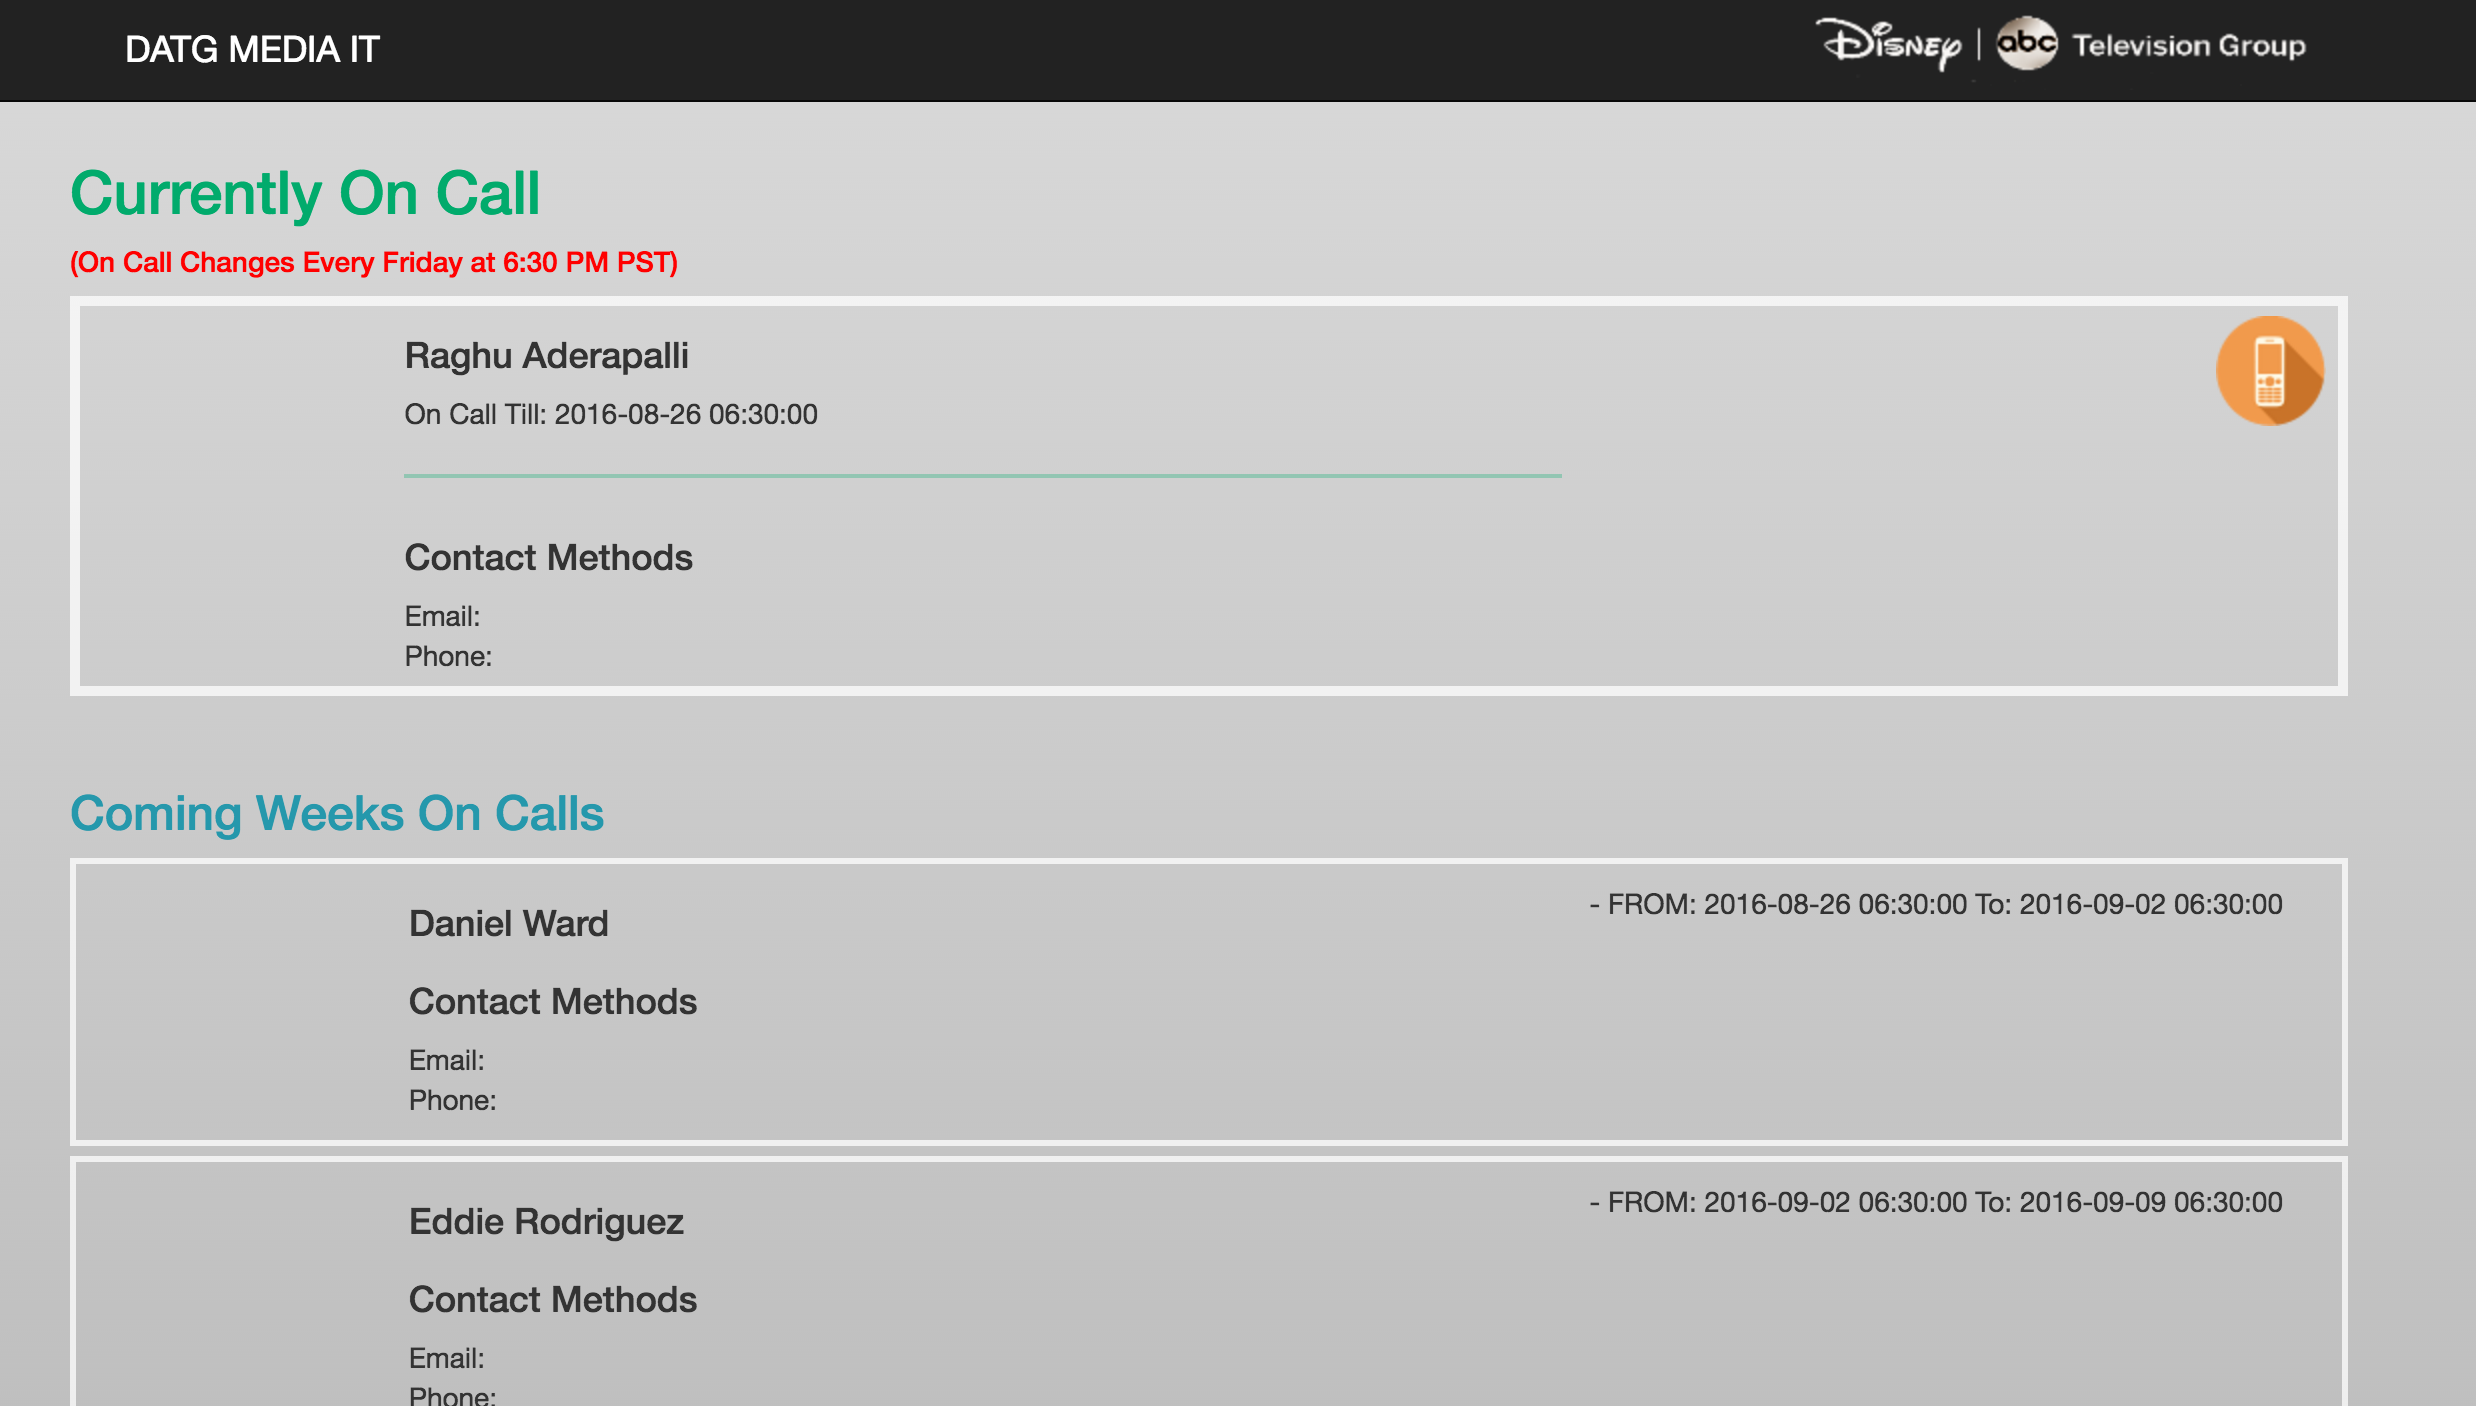 DATG MEDIA IT
Disney | abc Television Group
Currently On Call
(On Call Changes Every Friday at 6:30 PM PST)
Raghu Aderapalli
On Call Till: 2016-08-26 06:30:00
Contact Methods
Email:
Phone:
Coming Weeks On Calls
Daniel Ward
- FROM: 2016-08-26 06:30:00 To: 2016-09-02 06:30:00
Contact Methods
Email:
Phone:
Eddie Rodriguez
- FROM: 2016-09-02 06:30:00 To: 2016-09-09 06:30:00
Contact Methods
Email:
Phone: